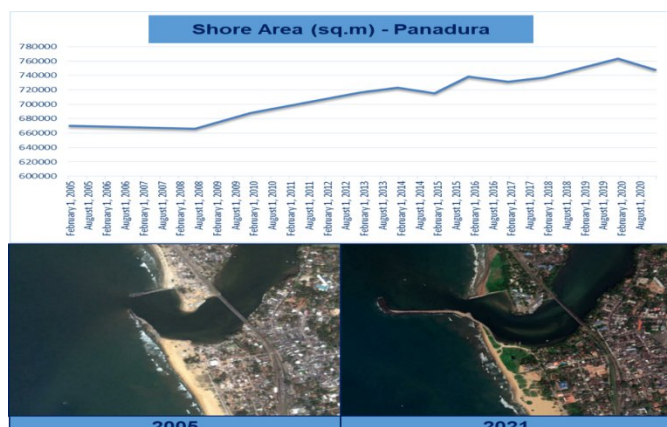 Shore Area (sq.m) - Panadura
780000
760000
740000
720000
700000
680000
660000
640000
620000
600000
February 1, 2005
August 1, 2005
February 1, 2006
August 1, 2006
February 1, 2007
August 1, 2007
February 1, 2008
August 1, 2008
February 1, 2009
August 1, 2009
February 1, 2010
August 1, 2010
February 1, 2011
August 1, 2011
February 1, 2012
August 1, 2012
February 1, 2013
August 1, 2013
February 1, 2014
August 1, 2014
February 1, 2015
August 1, 2015
February 1, 2016
August 1, 2016
February 1, 2017
August 1, 2017
February 1, 2018
August 1, 2018
February 1, 2019
August 1, 2019
February 1, 2020
August 1, 2020
2005
2021